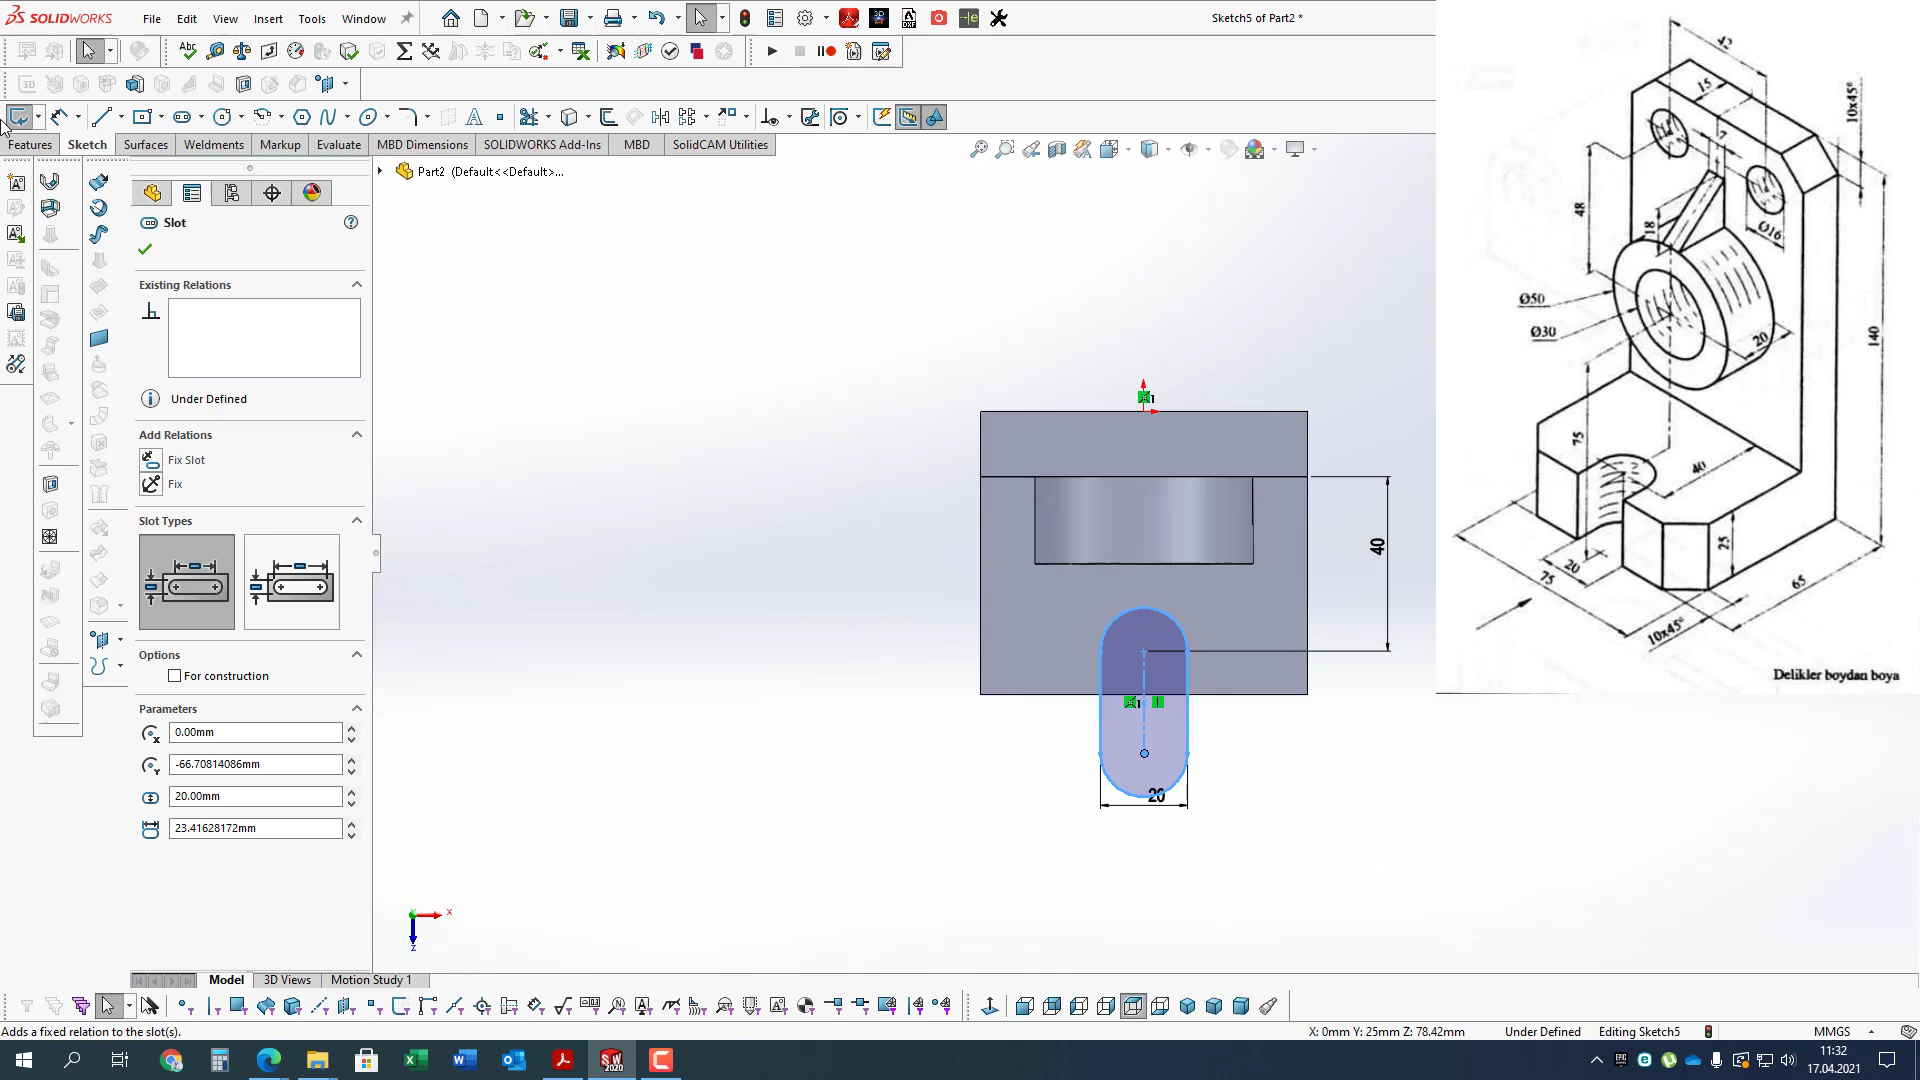 SOLIDWORKS
File Edit View Insert Tools Window
Sketch5 of Part2 *
Features Sketch Surfaces Weldments Markup Evaluate MBD Dimensions SOLIDWORKS Add-Ins MBD SolidCAM Utilities
Part2 (Default<<Default>...
Slot
Existing Relations
Under Defined
Add Relations
Fix Slot
Fix
Slot Types
Options
For construction
Parameters
0.00mm
-66.70814086mm
20.00mm
23.41628172mm
40
20
x
z
42
15
10x45°
7
48
18
Ø16
Ø50
Ø30
20
140
75
40
25
20
75
65
10x45°
Delikler boydan boya
Model 3D Views Motion Study 1
Adds a fixed relation to the slot(s).
X: 0mm Y: 25mm Z: 78.42mm
Under Defined
Editing Sketch5
MMGS
11:32
17.04.2021